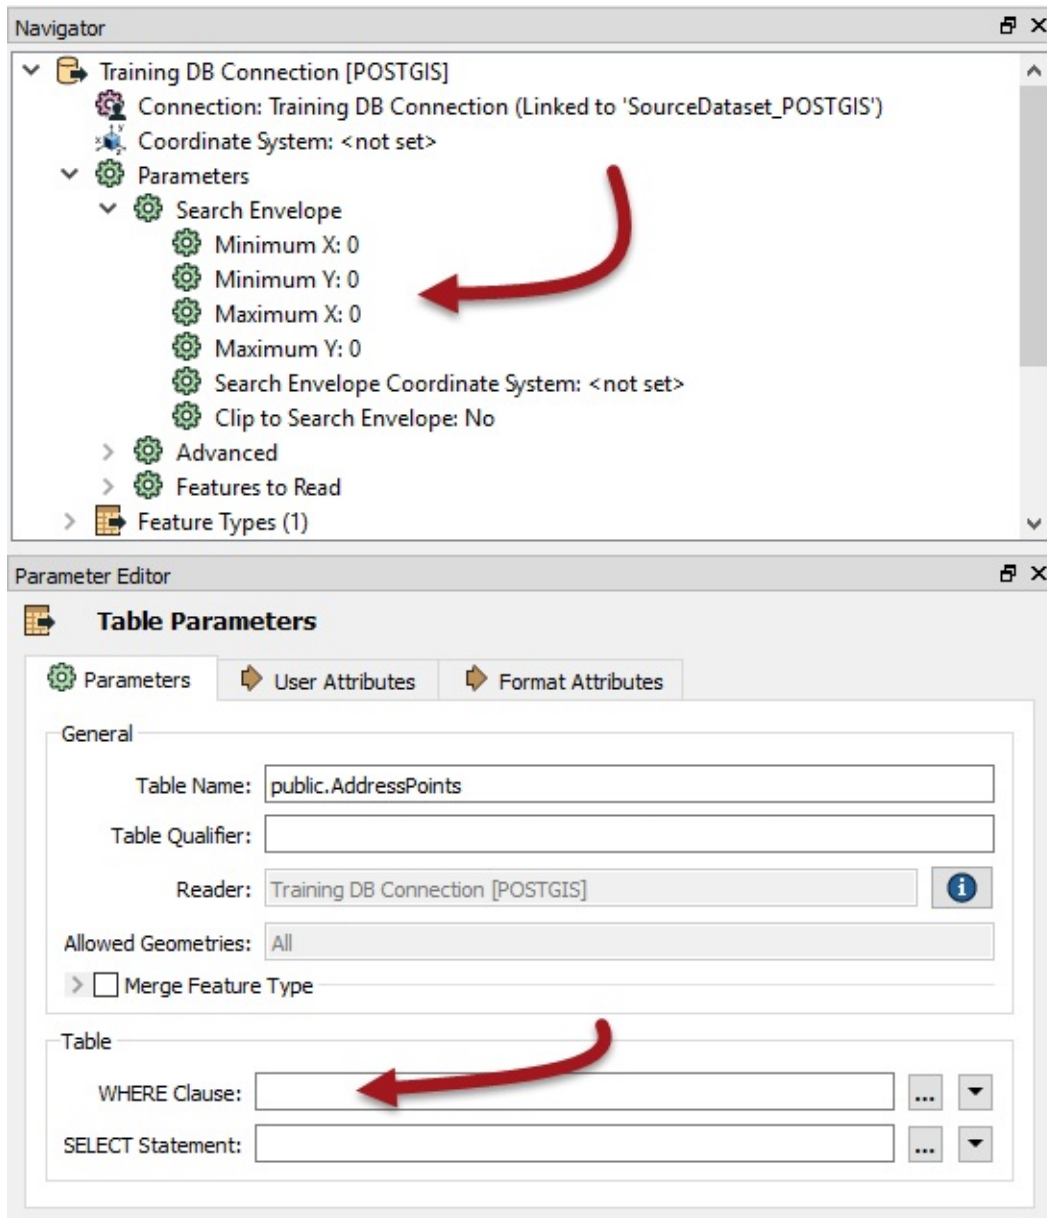 Navigator
Training DB Connection [POSTGIS]
Connection: Training DB Connection (Linked to 'SourceDataset_POSTGIS')
Coordinate System: <not set>
Parameters
Search Envelope
Minimum X: 0
Minimum Y: 0
Maximum X: 0
Maximum Y: 0
Search Envelope Coordinate System: <not set>
Clip to Search Envelope: No
Advanced
Features to Read
Feature Types (1)
Parameter Editor
Table Parameters
Parameters User Attributes Format Attributes
General
Table Name: public.AddressPoints
Table Qualifier:
Reader: Training DB Connection [POSTGIS]
Allowed Geometries: All
Merge Feature Type
Table
WHERE Clause: ...
SELECT Statement: ...